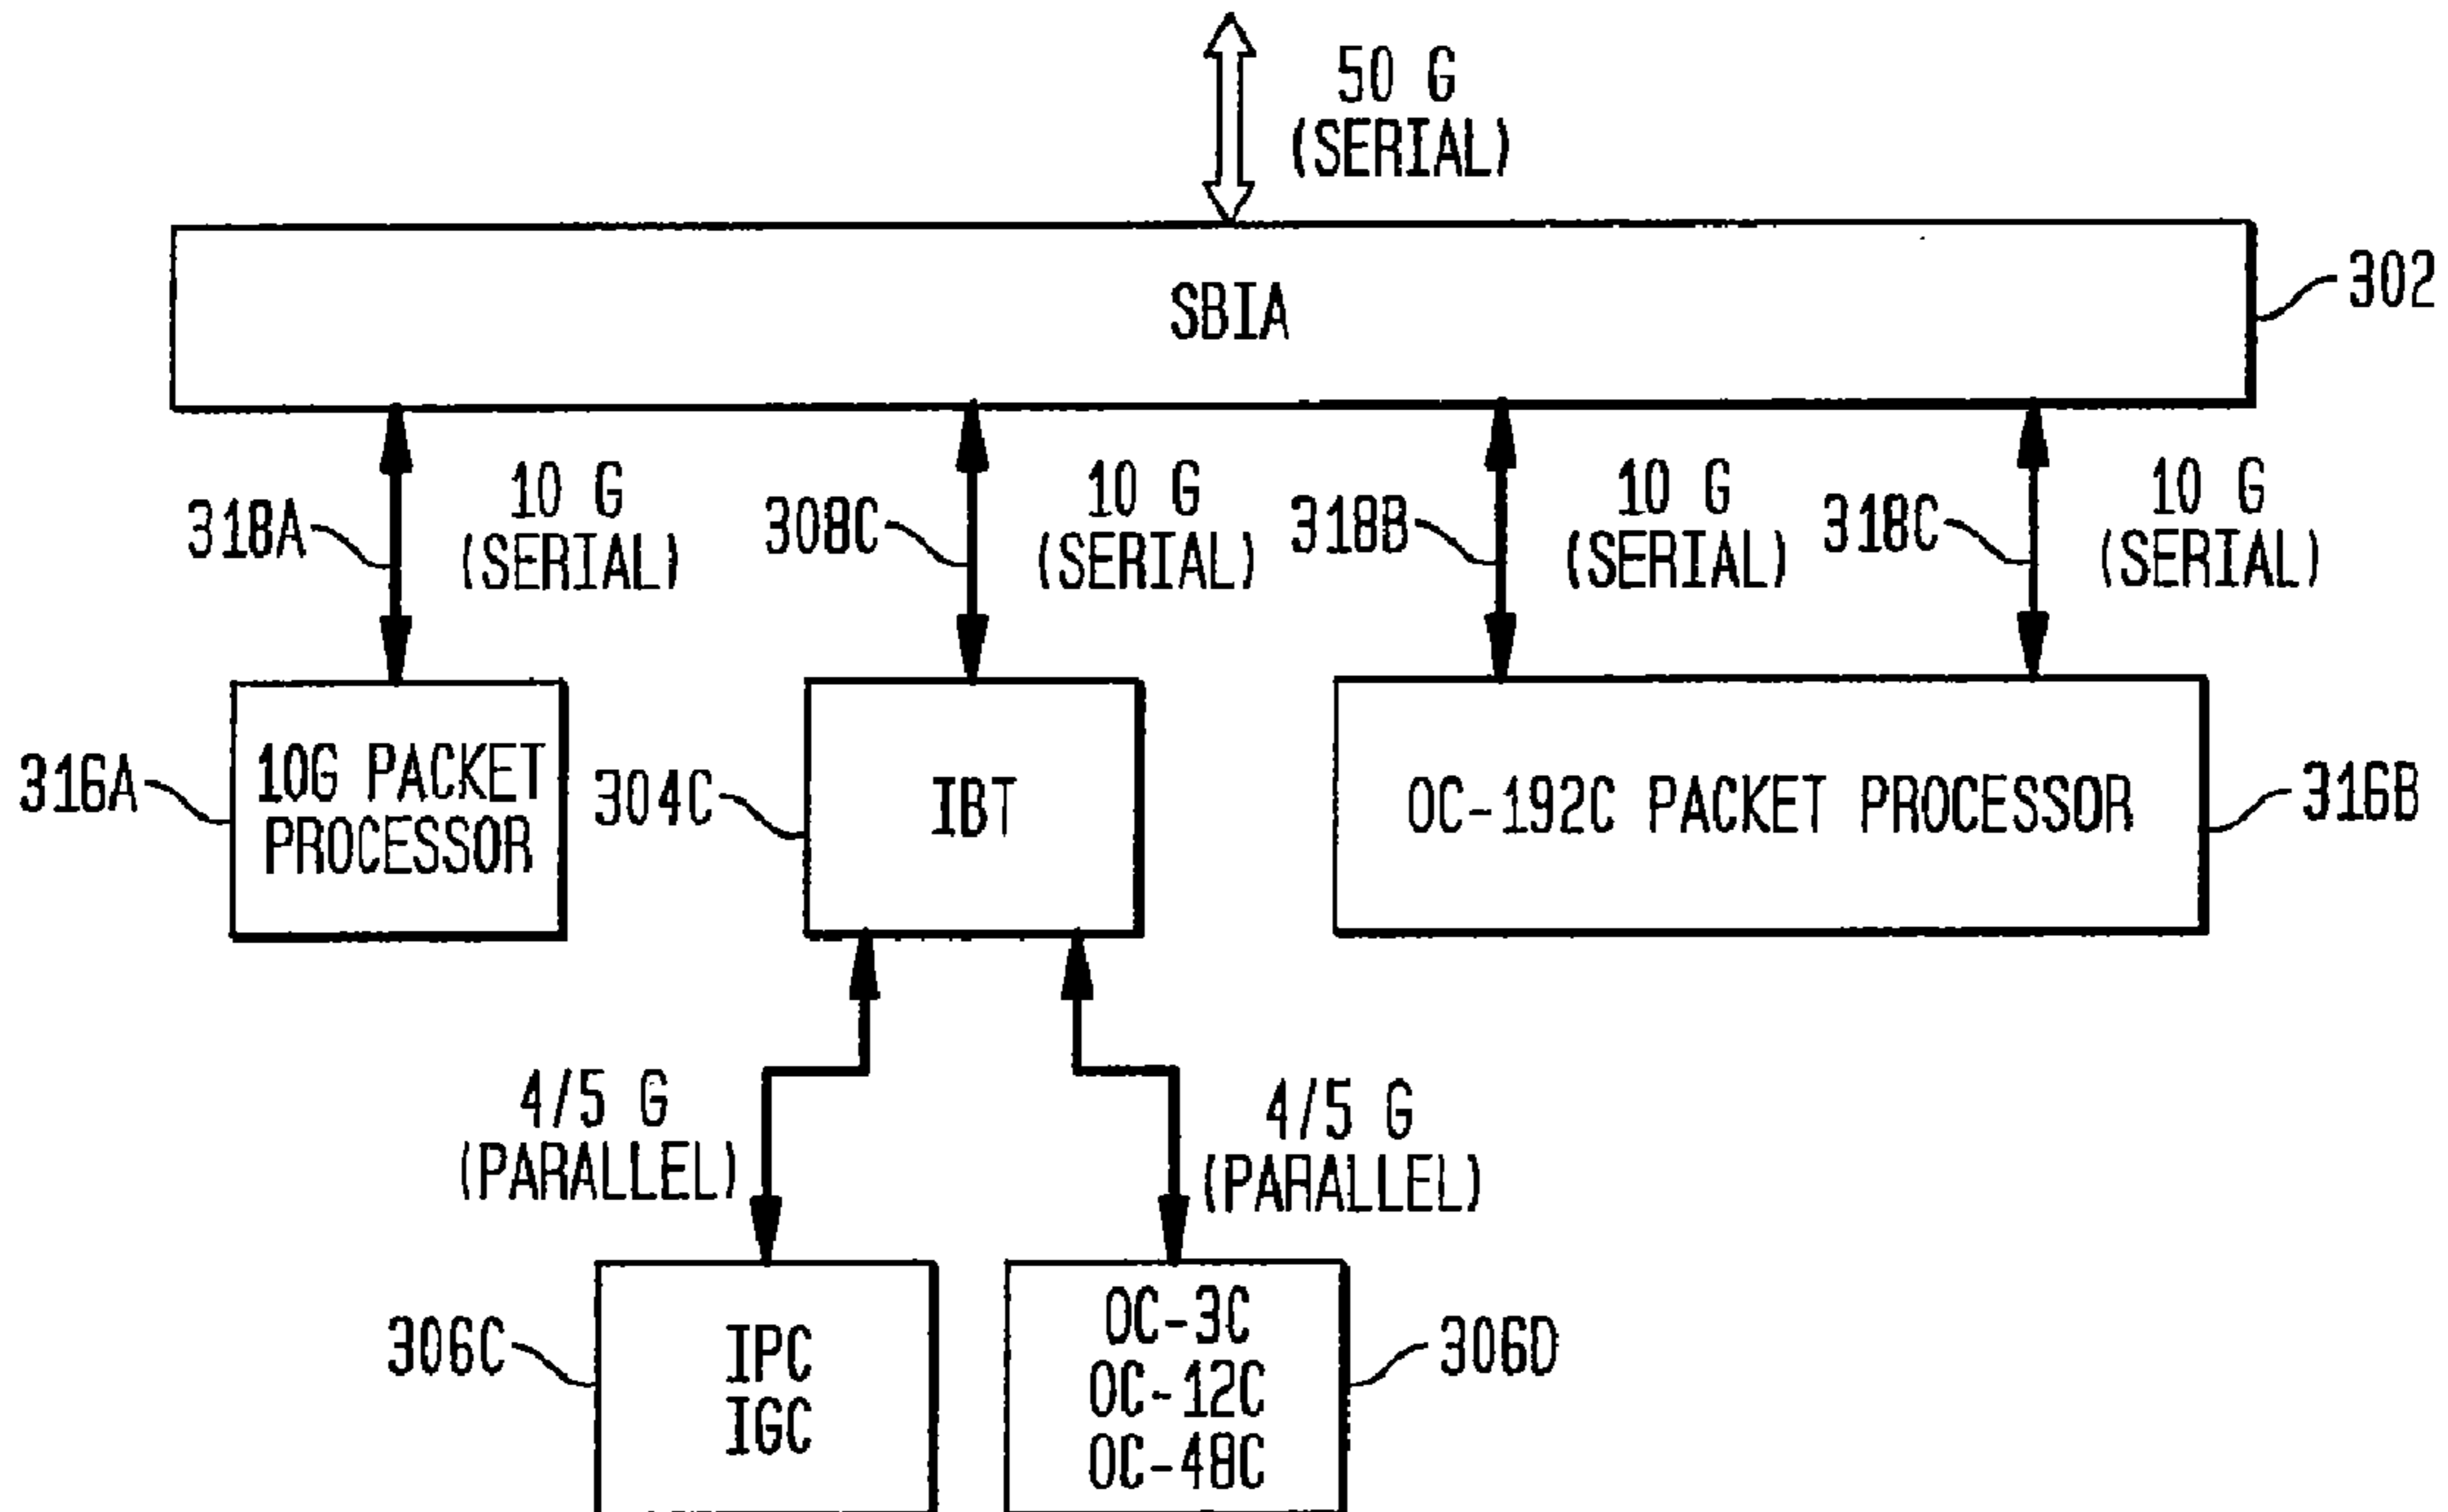 50 G
(SERIAL)
SBIA
302
318A
10 G
(SERIAL)
308C
10 G
(SERIAL)
318B
10 G
(SERIAL)
318C
10 G
(SERIAL)
316A
10G PACKET
PROCESSOR
304C
IBT
OC-192C PACKET PROCESSOR
316B
4/5 G
(PARALLEL)
4/5 G
(PARALLEL)
306C
IPC
IGC
OC-3C
OC-12C
OC-48C
306D